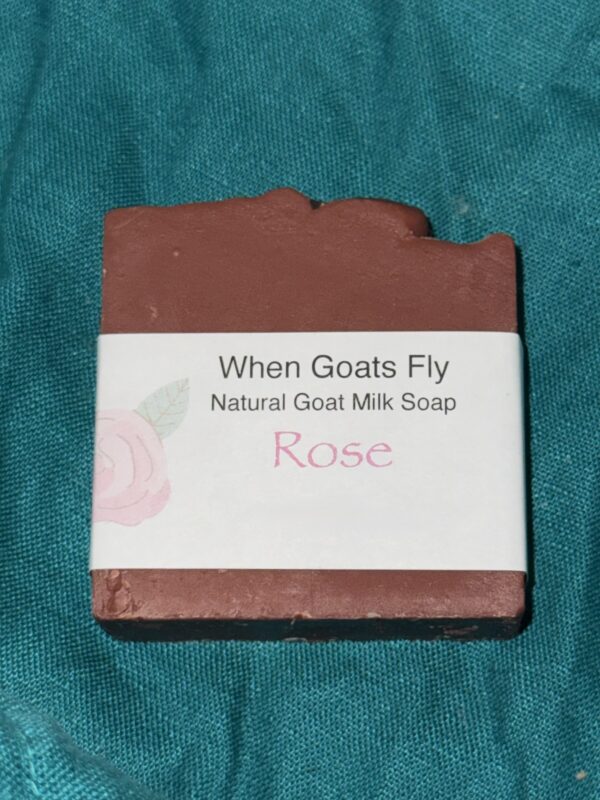 When Goats Fly
Natural Goat Milk Soap
Rose